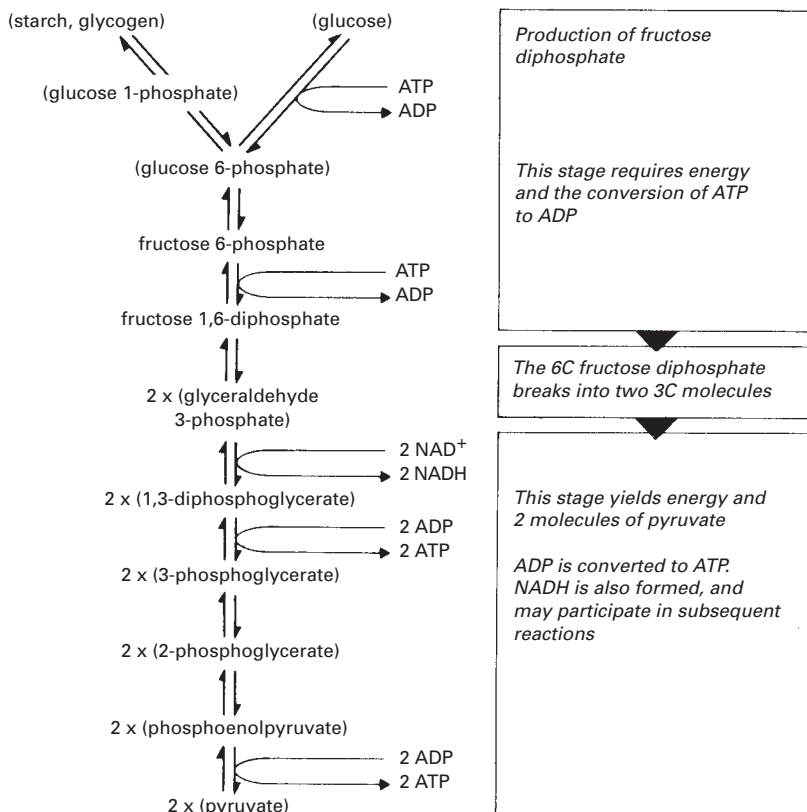 (starch, glycogen)
(glucose)
(glucose 1-phosphate)
ATP
ADP
(glucose 6-phosphate)
fructose 6-phosphate
ATP
ADP
fructose 1,6-diphosphate
2 x (glyceraldehyde
3-phosphate)
2 NAD⁺
2 NADH
2 x (1,3-diphosphoglycerate)
2 ADP
2 ATP
2 x (3-phosphoglycerate)
2 x (2-phosphoglycerate)
2 x (phosphoenolpyruvate)
2 ADP
2 ATP
2 x (pyruvate)
Production of fructose
diphosphate
This stage requires energy
and the conversion of ATP
to ADP
The 6C fructose diphosphate
breaks into two 3C molecules
This stage yields energy and
2 molecules of pyruvate
ADP is converted to ATP.
NADH is also formed, and
may participate in subsequent
reactions